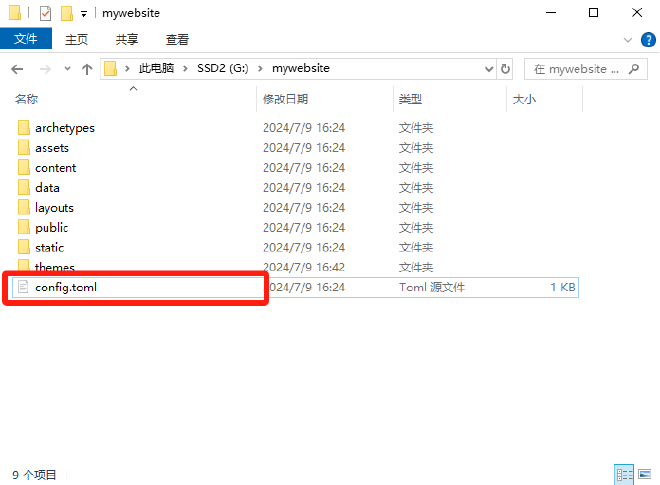 mywebsite
文件 主页 共享 查看
此电脑 SSD2 (G:) mywebsite 在 mywebsite ...
名称 修改日期 类型 大小
archetypes 2024/7/9 16:24 文件夹
assets 2024/7/9 16:24 文件夹
content 2024/7/9 16:24 文件夹
data 2024/7/9 16:24 文件夹
layouts 2024/7/9 16:24 文件夹
public 2024/7/9 16:24 文件夹
static 2024/7/9 16:24 文件夹
themes 2024/7/9 16:42 文件夹
config.toml 2024/7/9 16:24 Toml 源文件 1 KB
9 个项目